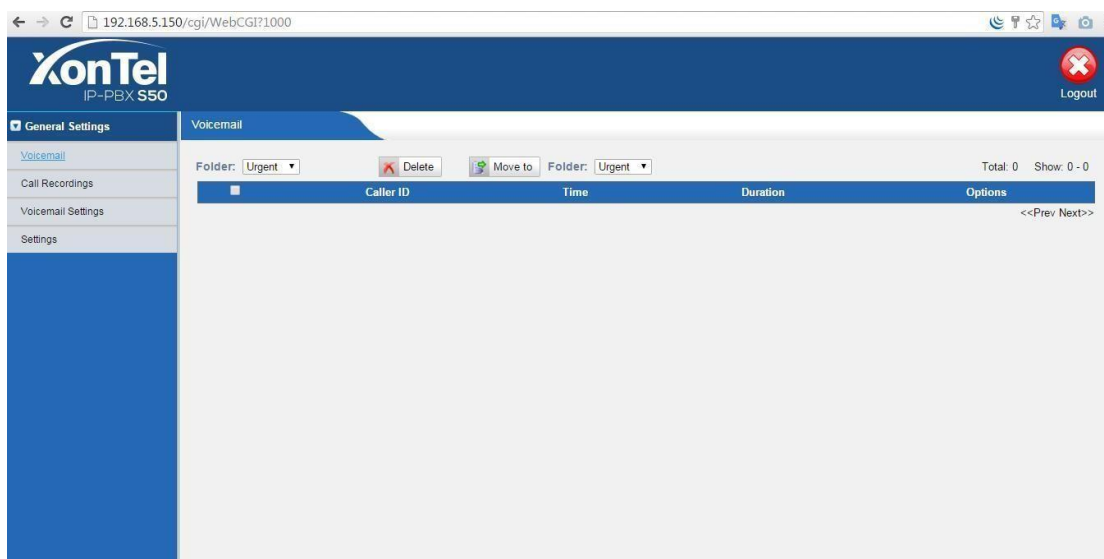 192.168.5.150/cgi/WebCGI?1000
XonTel
IP-PBX S50
Logout
General Settings
Voicemail
Call Recordings
Voicemail Settings
Settings
Voicemail
Folder: Urgent Delete Move to Folder: Urgent Total: 0 Show: 0 - 0
Caller ID Time Duration Options
<<Prev Next>>